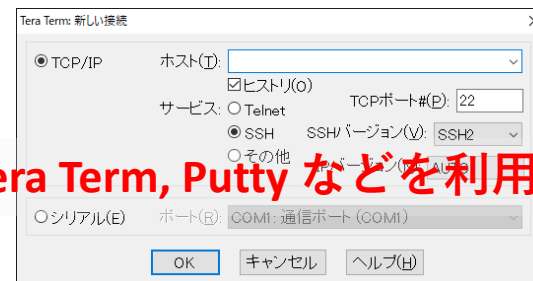 Tera Term: 新しい接続
TCP/IP
ホスト(T):
ヒストリ(O)
サービス: Telnet TCPポート#(P): 22
SSH SSHバージョン(V): SSH2
その他
era Term, Putty などを利用
シリアル(E) ポート(R): COM1: 通信ポート (COM1)
OK キャンセル ヘルプ(H)